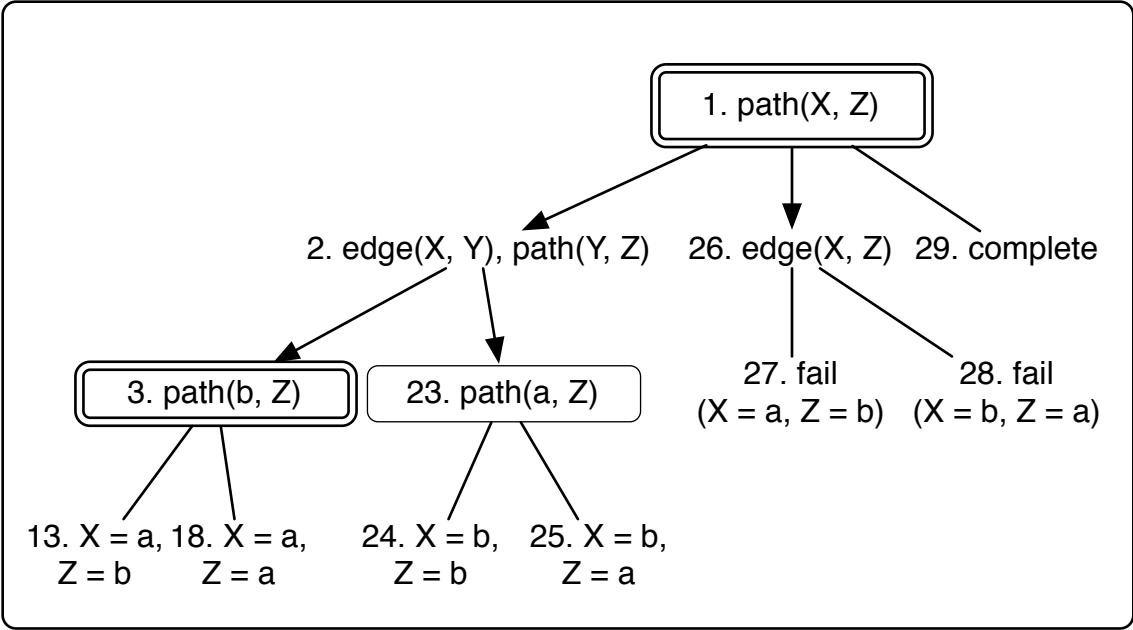 1. path(X, Z)
2. edge(X, Y), path(Y, Z)
26. edge(X, Z)
29. complete
3. path(b, Z)
23. path(a, Z)
27. fail
(X = a, Z = b)
28. fail
(X = b, Z = a)
13. X = a,
Z = b
18. X = a,
Z = a
24. X = b,
Z = b
25. X = b,
Z = a